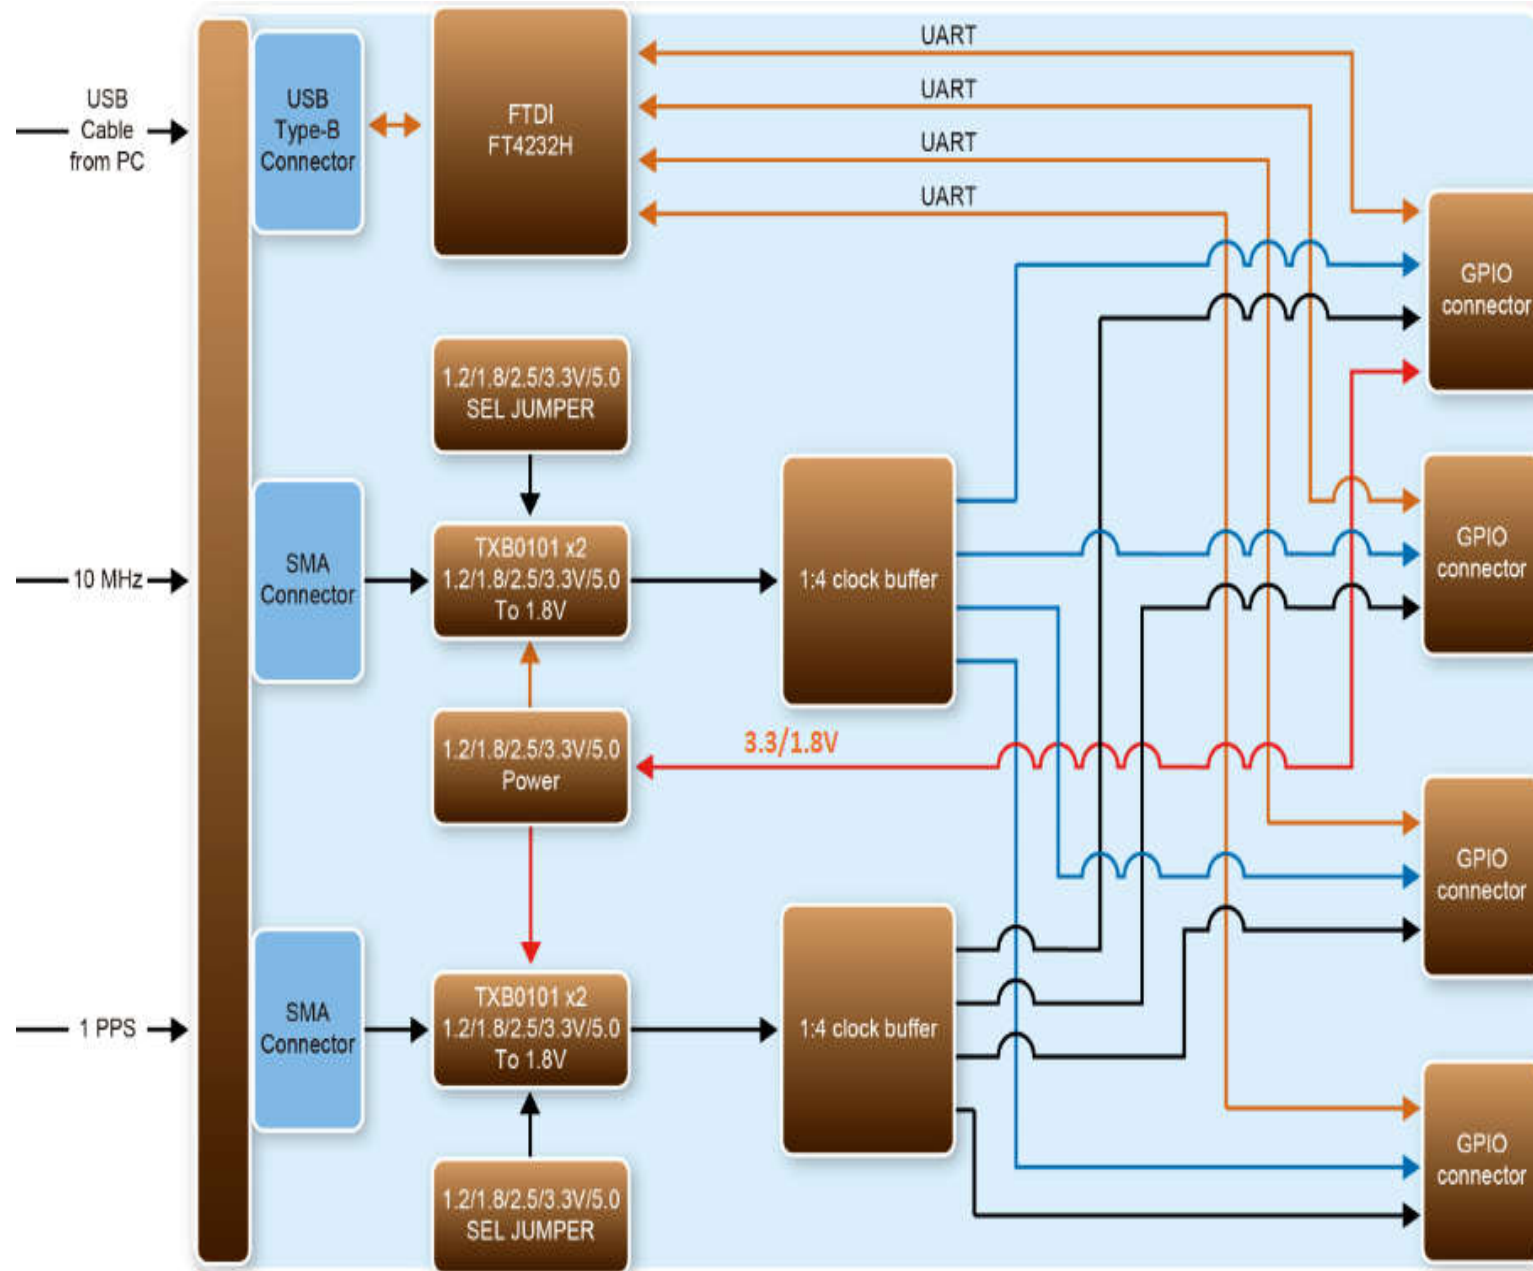 USB
Cable
from PC
USB
Type-B
Connector
FTDI
FT4232H
UART
UART
UART
UART
GPIO
connector
1.2/1.8/2.5/3.3V/5.0
SEL JUMPER
10 MHz
SMA
Connector
TXB0101 x2
1.2/1.8/2.5/3.3V/5.0
To 1.8V
1:4 clock buffer
GPIO
connector
1.2/1.8/2.5/3.3V/5.0
Power
3.3/1.8V
GPIO
connector
1 PPS
SMA
Connector
TXB0101 x2
1.2/1.8/2.5/3.3V/5.0
To 1.8V
1:4 clock buffer
GPIO
connector
1.2/1.8/2.5/3.3V/5.0
SEL JUMPER